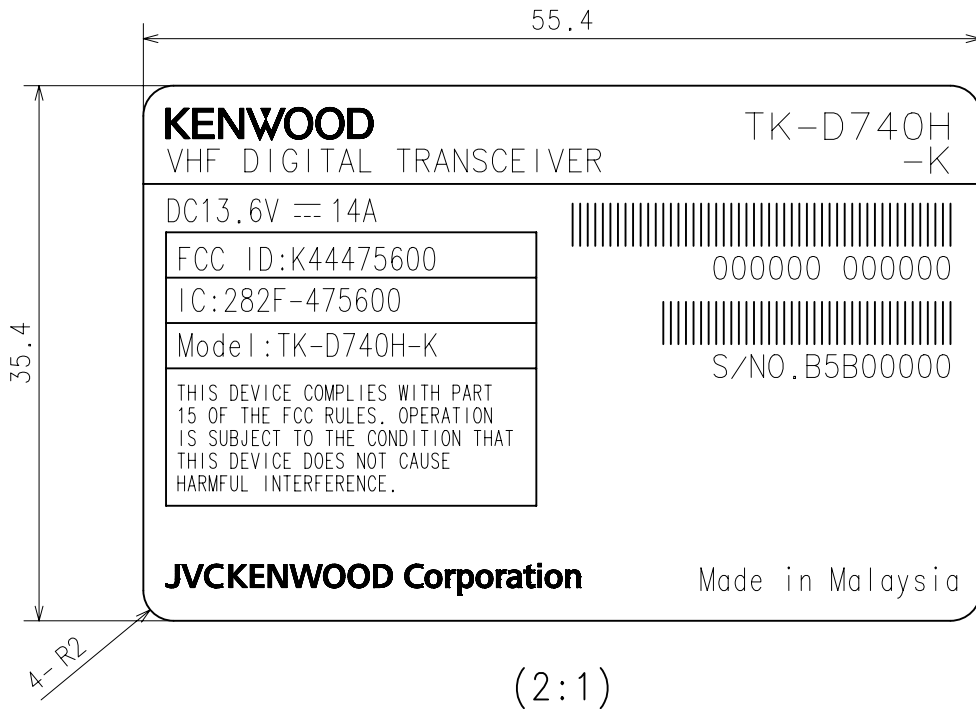 55.4
KENWOOD
TK-D740H
-K
VHF DIGITAL TRANSCEIVER
DC13.6V ⎓ 14A
FCC ID:K44475600
IC:282F-475600
Model:TK-D740H-K
THIS DEVICE COMPLIES WITH PART
15 OF THE FCC RULES. OPERATION
IS SUBJECT TO THE CONDITION THAT
THIS DEVICE DOES NOT CAUSE
HARMFUL INTERFERENCE.
000000 000000
S/NO.B5B00000
35.4
JVCKENWOOD Corporation
Made in Malaysia
4-R2
(2:1)